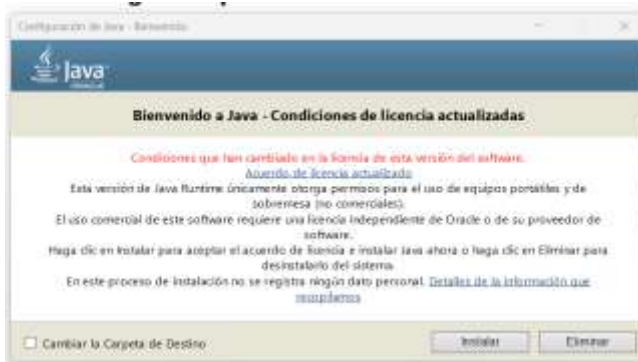 Configuración de Java - Bienvenido
Java
ORACLE
Bienvenido a Java - Condiciones de licencia actualizadas
Condiciones que han cambiado en la licencia de esta versión del software.
Acuerdo de licencia actualizado
Esta versión de Java Runtime únicamente otorga permisos para el uso de equipos portátiles y de
sobremesa (no comerciales).
El uso comercial de este software requiere una licencia independiente de Oracle o de su proveedor de
software.
Haga clic en Instalar para aceptar el acuerdo de licencia e instalar Java ahora o haga clic en Eliminar para
desinstalarlo del sistema.
En este proceso de instalación no se registra ningún dato personal. Detalles de la información que
recopilamos
Cambiar la Carpeta de Destino
Instalar
Eliminar